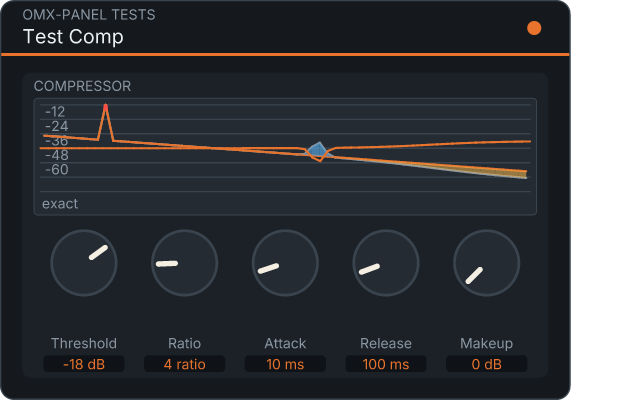 OMX-PANEL TESTS
Test Comp
COMPRESSOR
-12
-24
-36
-48
-60
exact
Threshold Ratio Attack Release Makeup
-18 dB 4 ratio 10 ms 100 ms 0 dB